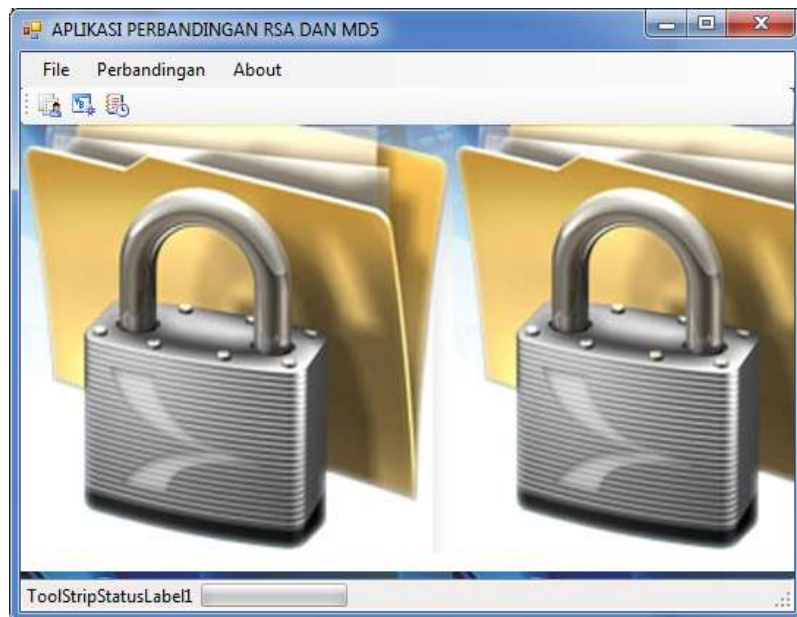 APLIKASI PERBANDINGAN RSA DAN MD5
File Perbandingan About
ToolStripStatusLabel1